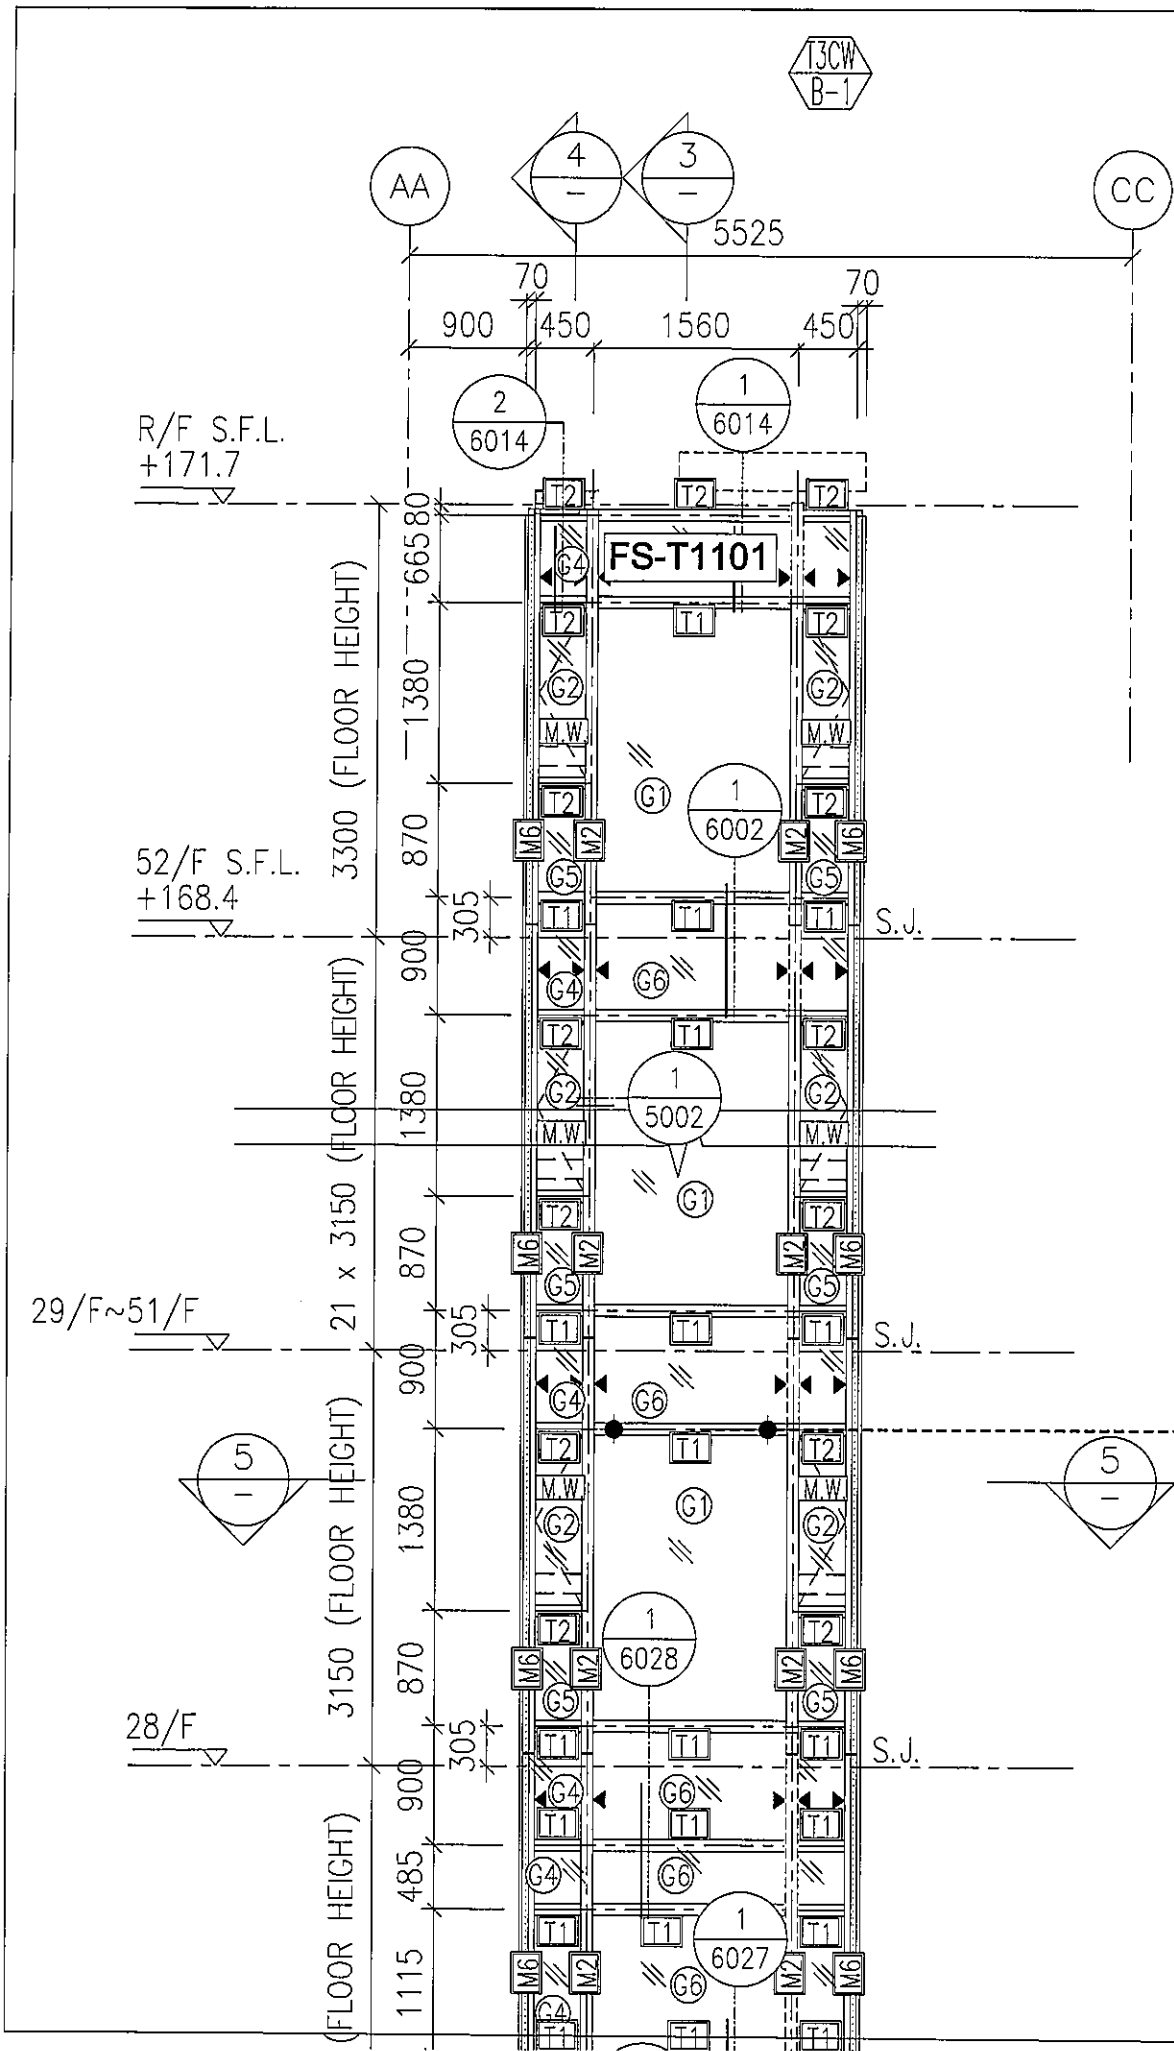 T3CW
B-1
4
-
3
-
AA
CC
5525
70
70
900
450
1560
450
2
6014
1
6014
R/F S.F.L.
+171.7
T2
T2
T2
80
665
FS-T1101
G4
T2
T1
T2
3300 (FLOOR HEIGHT)
1380
G2
G2
M.W
M.W
G1
1
6002
T2
T2
870
M6
M2
M2
M6
52/F S.F.L.
+168.4
G5
G5
305
T1
T1
T1
S.J.
900
G4
G6
T2
T1
T2
21 x 3150 (FLOOR HEIGHT)
1380
G2
1
5002
G2
M.W.
M.W.
G1
T2
T2
870
M6
M2
M2
M6
G5
G5
29/F~51/F
305
T1
T1
T1
S.J.
900
G4
G6
T2
T1
T2
5
-
5
-
3150 (FLOOR HEIGHT)
1380
M.W.
M.W.
G1
G2
G2
1
6028
T2
T2
870
M6
M2
M2
M6
G5
G5
28/F
305
T1
T1
T1
S.J.
900
G4
G6
T1
T1
T1
485
G4
G6
(FLOOR HEIGHT)
T1
T1
1
6027
T1
1115
M6
M2
M2
M6
G6
G4
T1
T1
T1